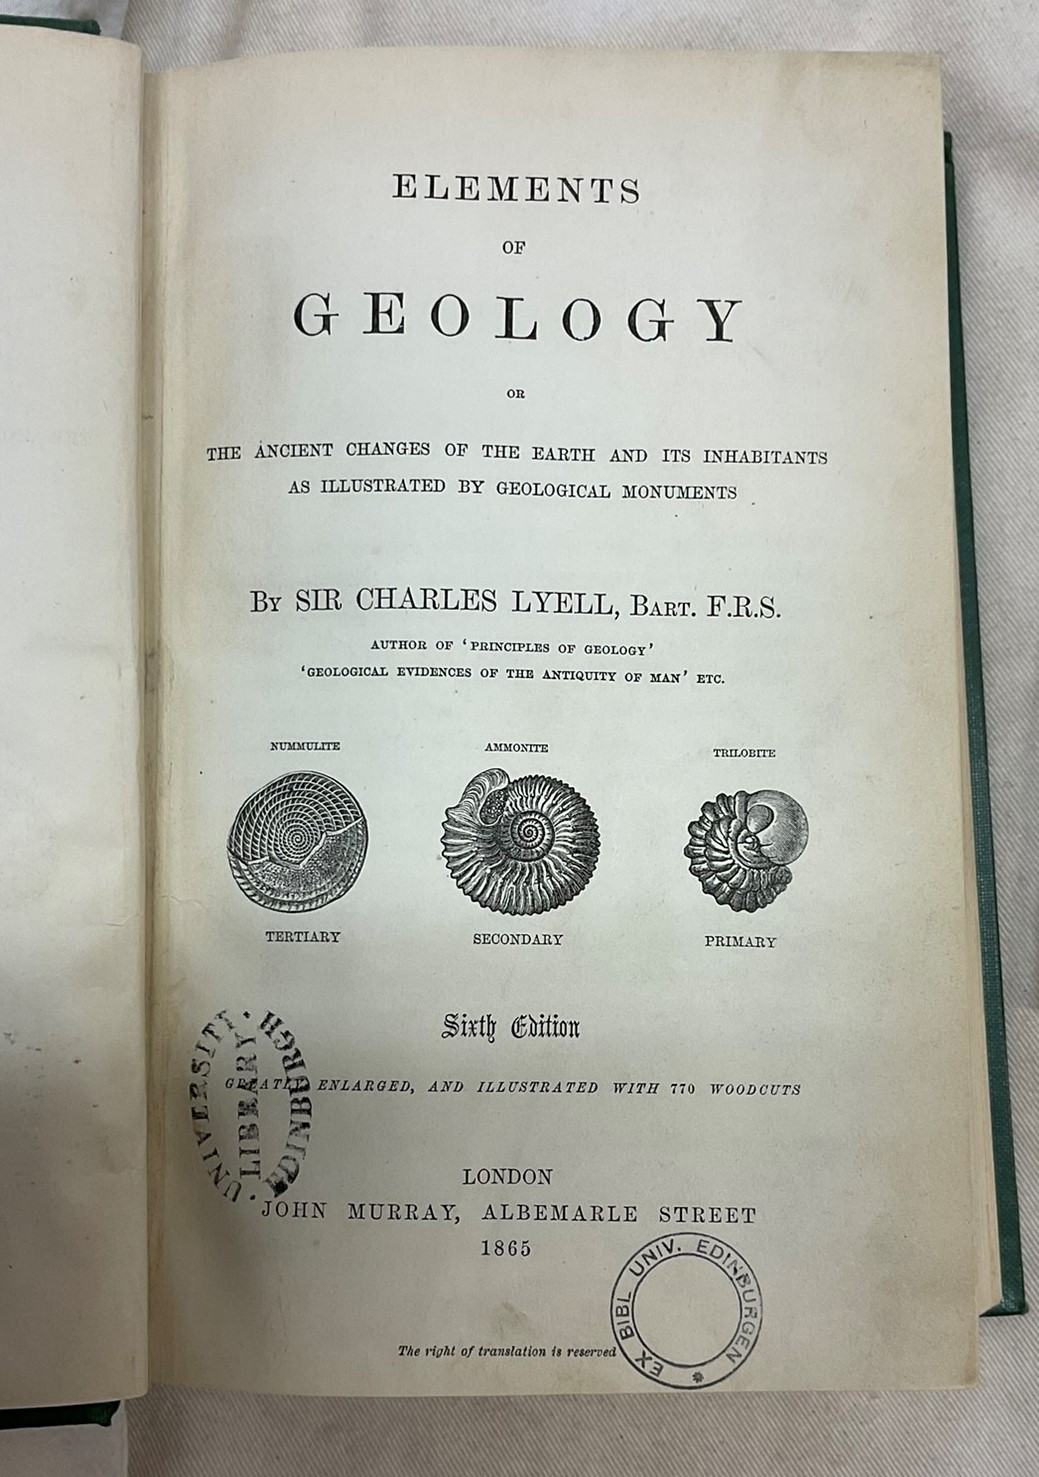 ELEMENTS
OF
GEOLOGY
OR
THE ANCIENT CHANGES OF THE EARTH AND ITS INHABITANTS
AS ILLUSTRATED BY GEOLOGICAL MONUMENTS
BY SIR CHARLES LYELL, BART. F.R.S.
AUTHOR OF ‘PRINCIPLES OF GEOLOGY’
‘GEOLOGICAL EVIDENCES OF THE ANTIQUITY OF MAN’ ETC.
NUMMULITE AMMONITE TRILOBITE
TERTIARY SECONDARY PRIMARY
Sixth Edition
GREATLY ENLARGED, AND ILLUSTRATED WITH 770 WOODCUTS
UNIVERSITY
LIBRARY
EDINBURGH
LONDON
JOHN MURRAY, ALBEMARLE STREET
1865
The right of translation is reserved
EX BIBL UNIV. EDINBURGEN